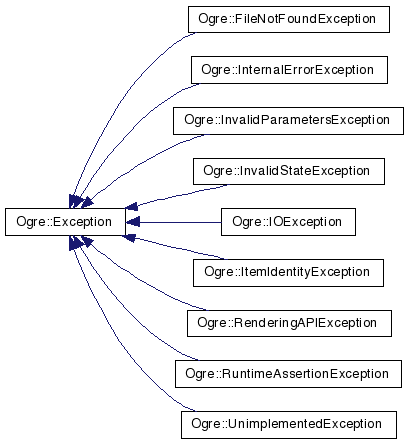 Ogre::FileNotFoundException
Ogre::InternalErrorException
Ogre::InvalidParametersException
Ogre::InvalidStateException
Ogre::Exception
Ogre::IOException
Ogre::ItemIdentityException
Ogre::RenderingAPIException
Ogre::RuntimeAssertionException
Ogre::UnimplementedException